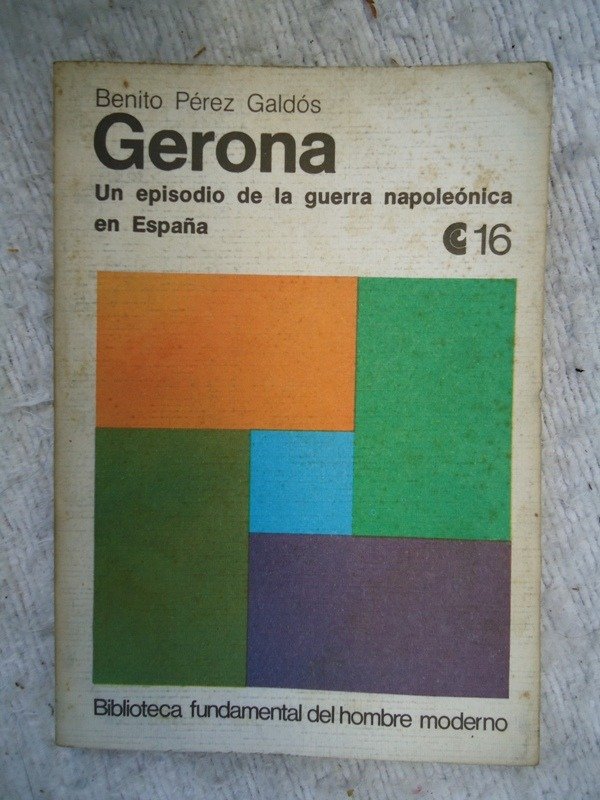 Benito Pérez Galdós
Gerona
Un episodio de la guerra napoleónica
en España
16
Biblioteca fundamental del hombre moderno